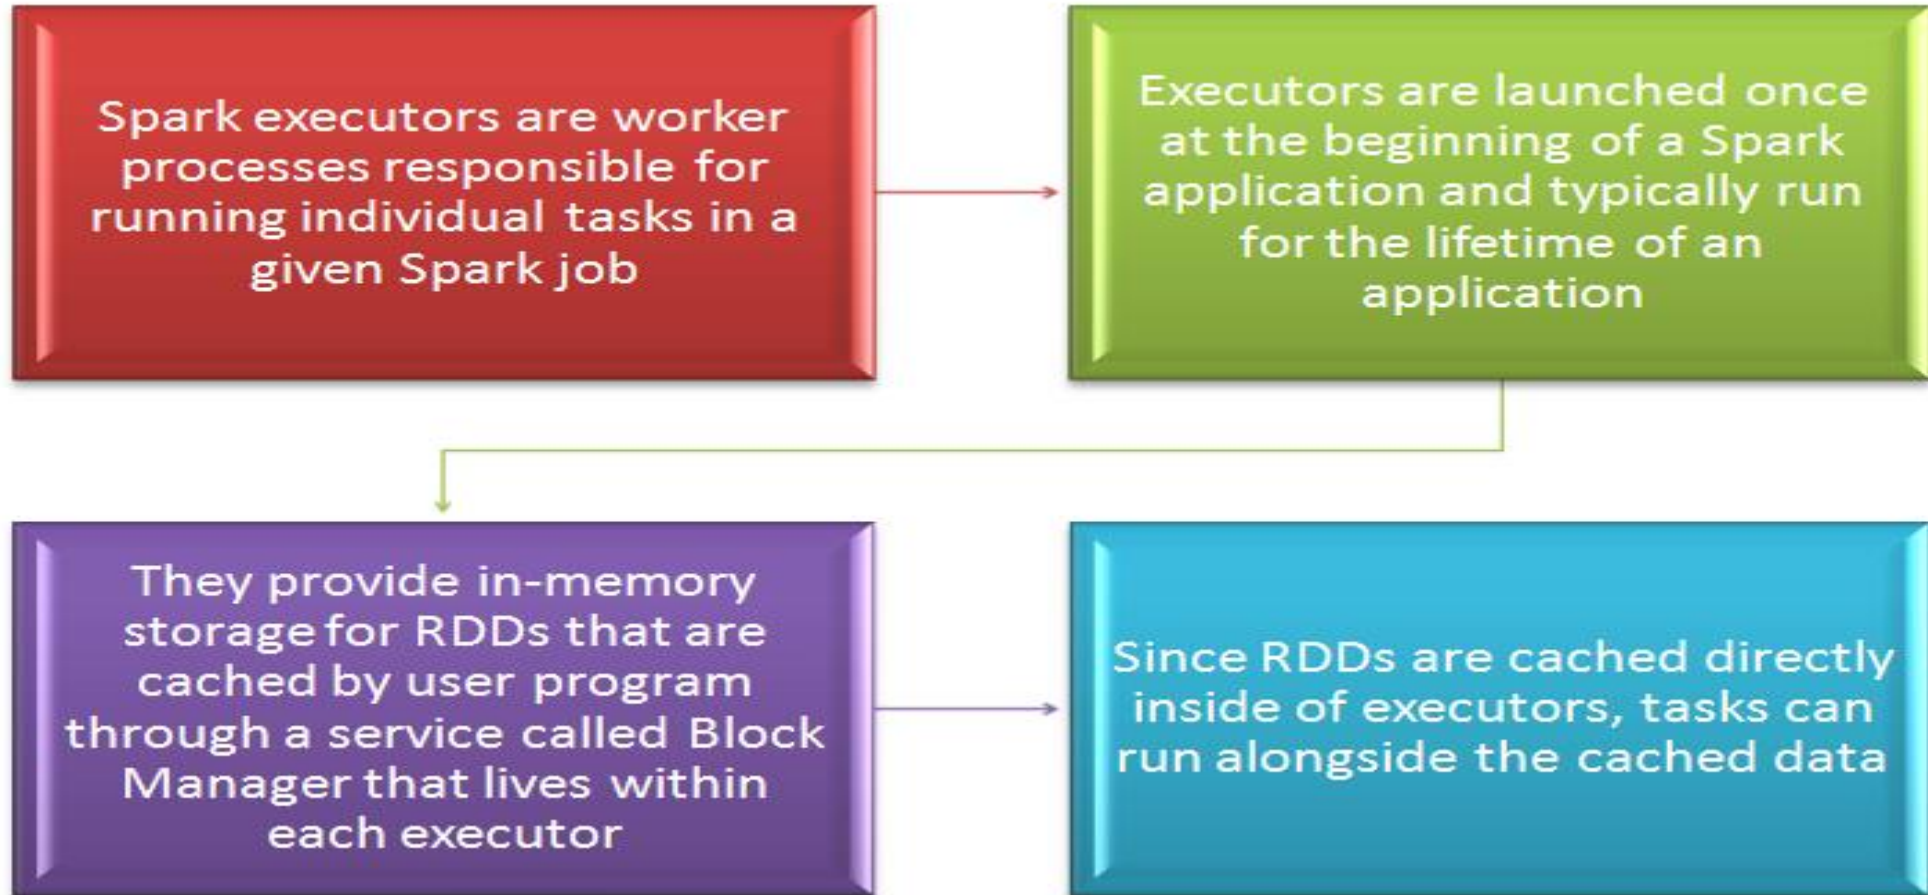 Spark executors are worker
processes responsible for
running individual tasks in a
given Spark job
Executors are launched once
at the beginning of a Spark
application and typically run
for the lifetime of an
application
They provide in-memory
storage for RDDs that are
cached by user program
through a service called Block
Manager that lives within
each executor
Since RDDs are cached directly
inside of executors, tasks can
run alongside the cached data